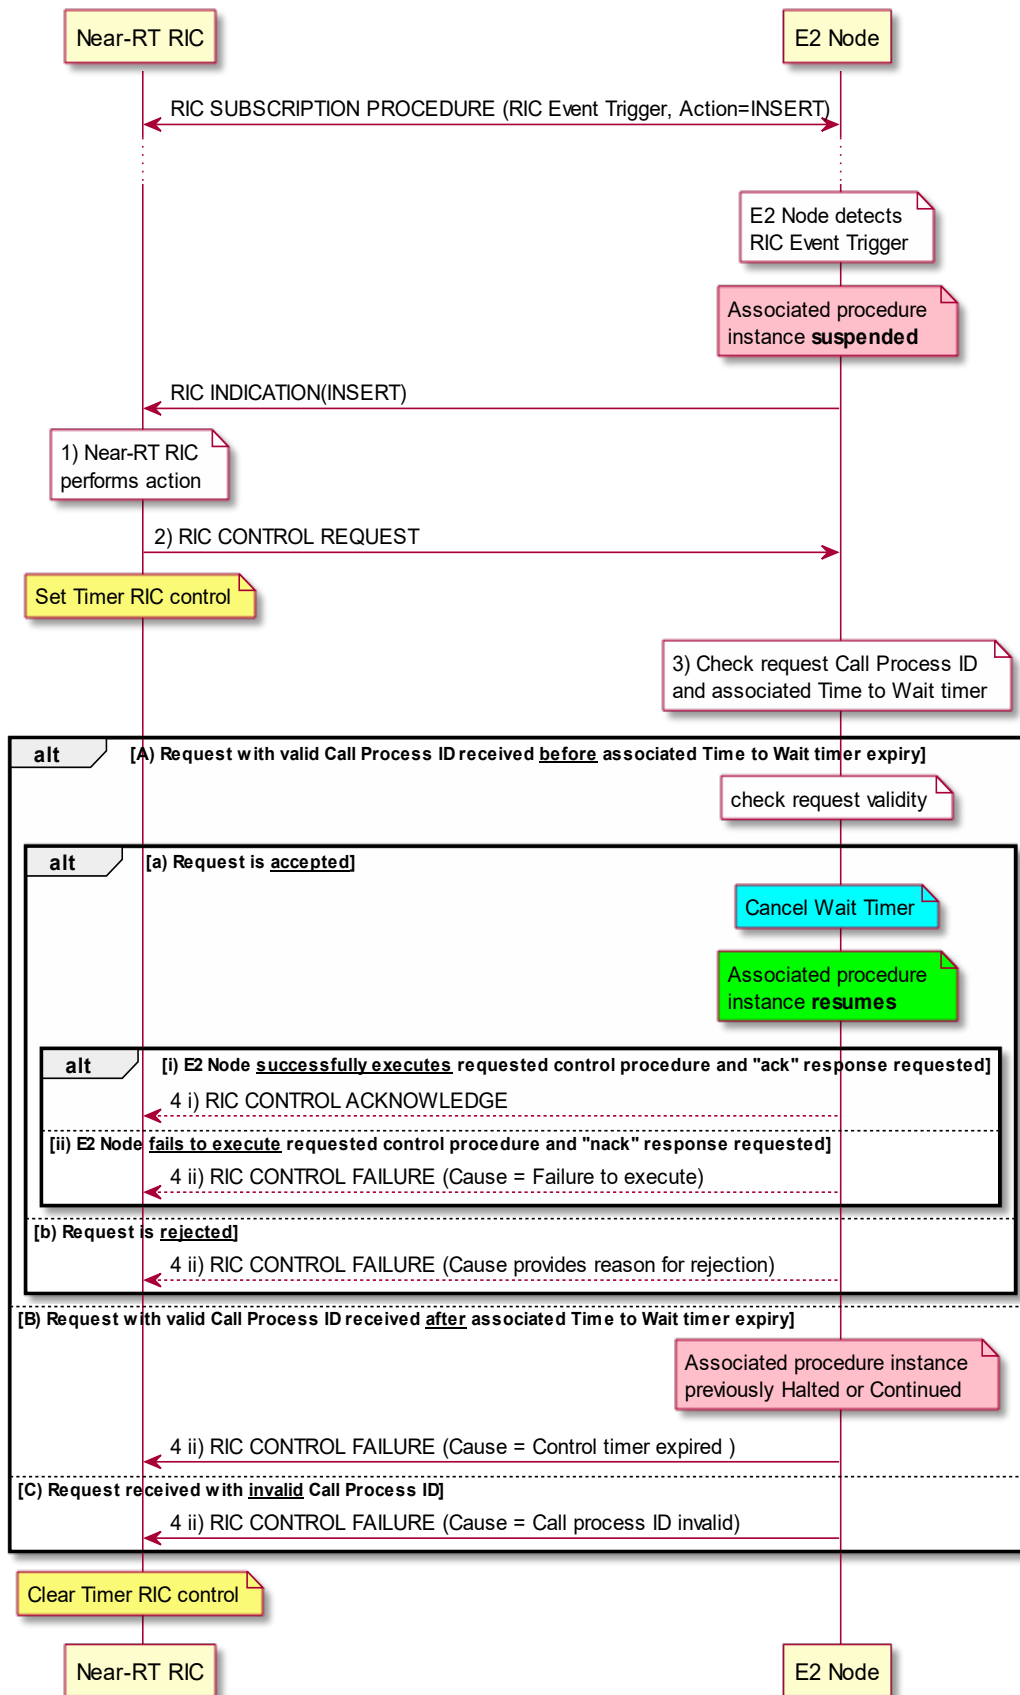 Near-RT RIC
E2 Node
RIC SUBSCRIPTION PROCEDURE (RIC Event Trigger, Action=INSERT)
E2 Node detects
RIC Event Trigger
Associated procedure
instance suspended
RIC INDICATION(INSERT)
1) Near-RT RIC
performs action
2) RIC CONTROL REQUEST
Set Timer RIC control
3) Check request Call Process ID
and associated Time to Wait timer
alt
[A) Request with valid Call Process ID received before associated Time to Wait timer expiry]
check request validity
alt
[a) Request is accepted]
Cancel Wait Timer
Associated procedure
instance resumes
alt
[i) E2 Node successfully executes requested control procedure and "ack" response requested]
4 i) RIC CONTROL ACKNOWLEDGE
[ii) E2 Node fails to execute requested control procedure and "nack" response requested]
4 ii) RIC CONTROL FAILURE (Cause = Failure to execute)
[b) Request is rejected]
4 ii) RIC CONTROL FAILURE (Cause provides reason for rejection)
[B) Request with valid Call Process ID received after associated Time to Wait timer expiry]
Associated procedure instance
previously Halted or Continued
4 ii) RIC CONTROL FAILURE (Cause = Control timer expired )
[C) Request received with invalid Call Process ID]
4 ii) RIC CONTROL FAILURE (Cause = Call process ID invalid)
Clear Timer RIC control
Near-RT RIC
E2 Node